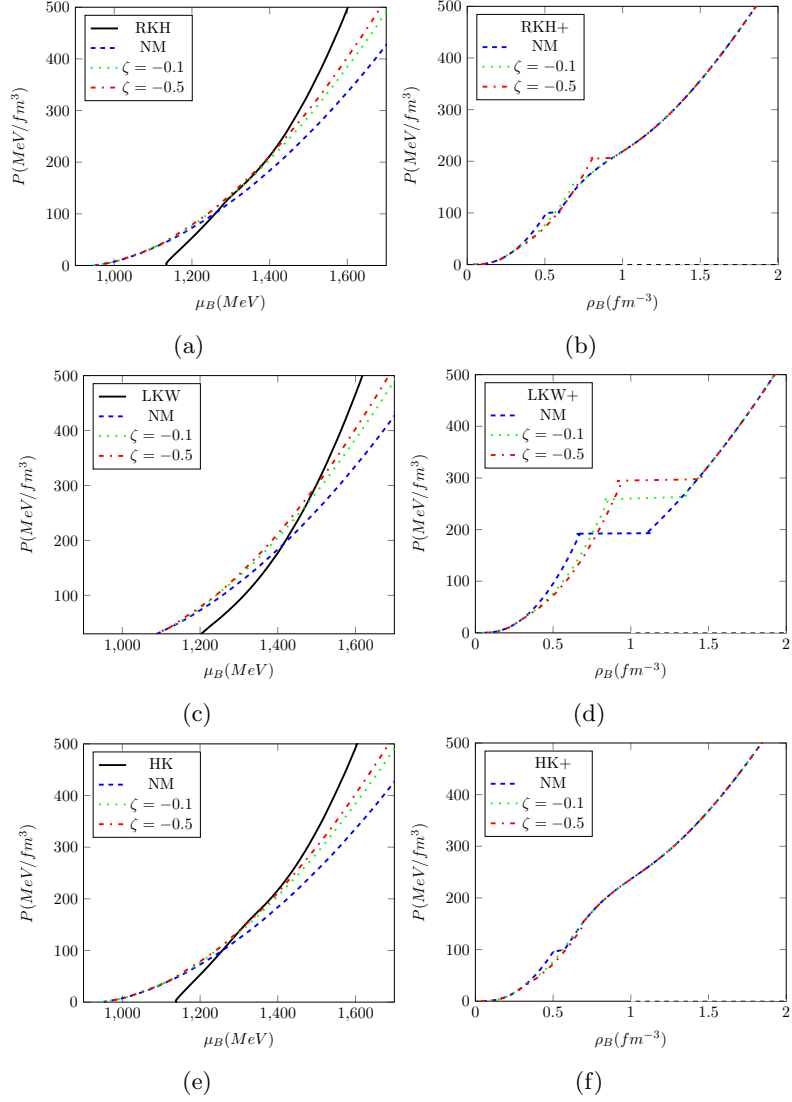 500
400
300
200
100
0
P(MeV/fm³)
1,000
1,200
1,400
1,600
μ_B(MeV)
RKH
NM
ζ = −0.1
ζ = −0.5
(a)
500
400
300
200
100
0
P(MeV/fm³)
0
0.5
1
1.5
2
ρ_B(fm⁻³)
RKH+
NM
ζ = −0.1
ζ = −0.5
(b)
500
400
300
200
100
P(MeV/fm³)
1,000
1,200
1,400
1,600
μ_B(MeV)
LKW
NM
ζ = −0.1
ζ = −0.5
(c)
500
400
300
200
100
0
P(MeV/fm³)
0
0.5
1
1.5
2
ρ_B(fm⁻³)
LKW+
NM
ζ = −0.1
ζ = −0.5
(d)
500
400
300
200
100
0
P(MeV/fm³)
1,000
1,200
1,400
1,600
μ_B(MeV)
HK
NM
ζ = −0.1
ζ = −0.5
(e)
500
400
300
200
100
0
P(MeV/fm³)
0
0.5
1
1.5
2
ρ_B(fm⁻³)
HK+
NM
ζ = −0.1
ζ = −0.5
(f)